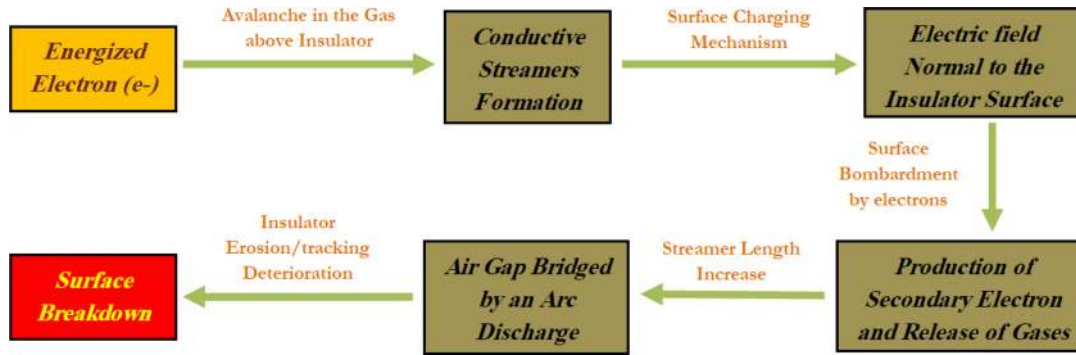 Energized
Electron (e-)
Avalanche in the Gas
above Insulator
Conductive
Streamers
Formation
Surface Charging
Mechanism
Electric field
Normal to the
Insulator Surface
Surface
Bombardment
by electrons
Production of
Secondary Electron
and Release of Gases
Streamer Length
Increase
Air Gap Bridged
by an Arc
Discharge
Insulator
Erosion/tracking
Deterioration
Surface
Breakdown